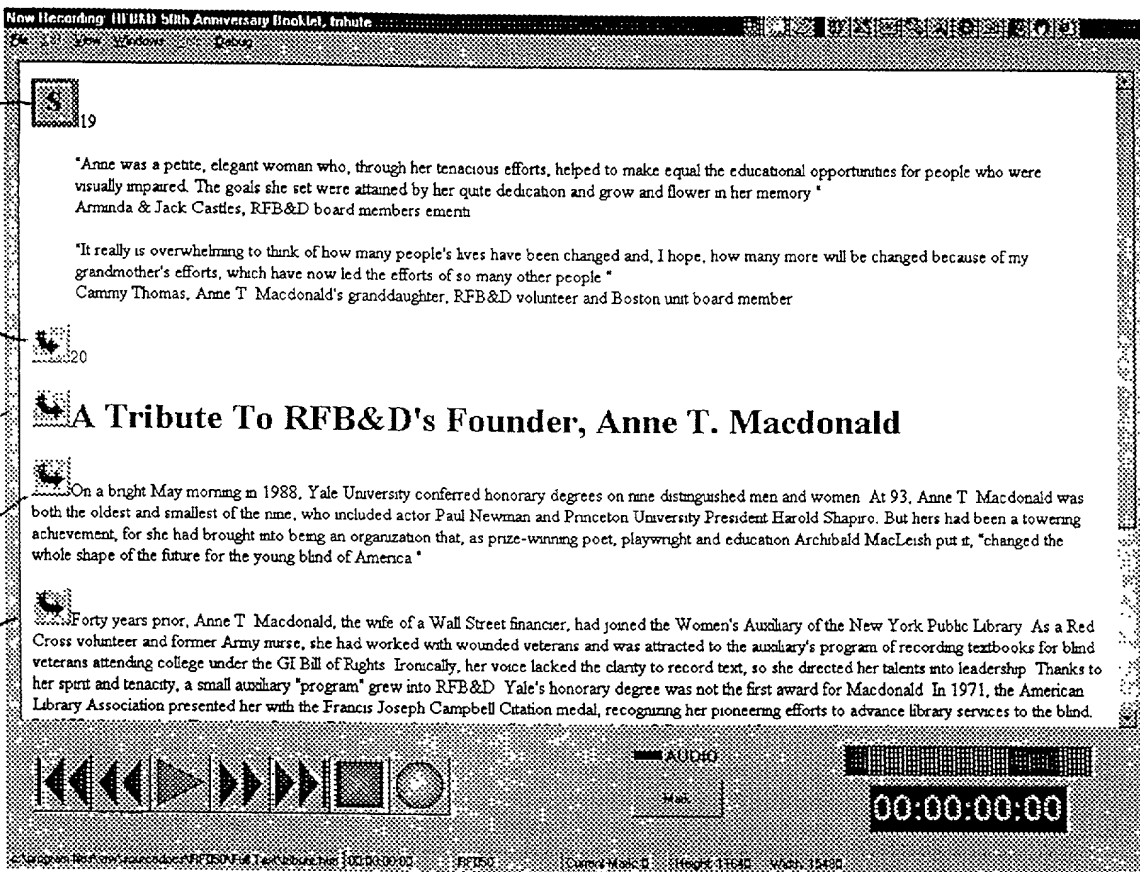 Now Recording: RFB&D 50th Anniversary Booklet, tribute
File View Windows Debug
S
19
"Anne was a petite, elegant woman who, through her tenacious efforts, helped to make equal the educational opportunities for people who were
visually impaired. The goals she set were attained by her quite dedication and grow and flower in her memory "
Arminda & Jack Castles, RFB&D board members ementi
"It really is overwhelming to think of how many people's lives have been changed and, I hope, how many more will be changed because of my
grandmother's efforts, which have now led the efforts of so many other people "
Cammy Thomas, Anne T Macdonald's granddaughter, RFB&D volunteer and Boston unit board member
20
A Tribute To RFB&D's Founder, Anne T. Macdonald
On a bright May morning in 1988, Yale University conferred honorary degrees on nine distinguished men and women At 93, Anne T Macdonald was
both the oldest and smallest of the nine, who included actor Paul Newman and Princeton University President Harold Shapiro. But hers had been a towering
achievement, for she had brought into being an organization that, as prize-winning poet, playwright and education Archibald MacLeish put it, "changed the
whole shape of the future for the young blind of America "
Forty years prior, Anne T Macdonald, the wife of a Wall Street financier, had joined the Women's Auxiliary of the New York Public Library As a Red
Cross volunteer and former Army nurse, she had worked with wounded veterans and was attracted to the auxiliary's program of recording textbooks for blind
veterans attending college under the GI Bill of Rights Ironically, her voice lacked the clarity to record text, so she directed her talents into leadership Thanks to
her spirit and tenacity, a small auxiliary "program" grew into RFB&D Yale's honorary degree was not the first award for Macdonald In 1971, the American
Library Association presented her with the Francis Joseph Campbell Citation medal, recognizing her pioneering efforts to advance library services to the blind.
AUDIO
Mark
00:00:00:00
00:00:00:00 RFD50 Current Mark: 0 Height: 11640 Width: 15480